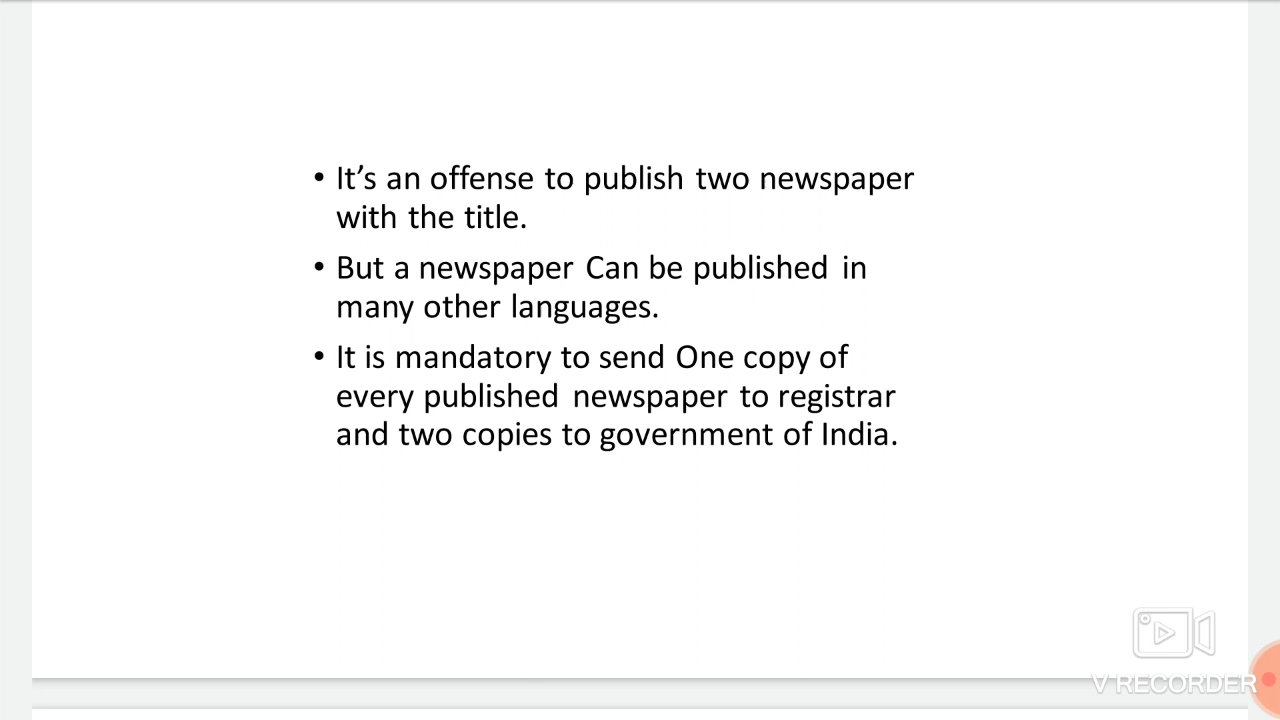 • It’s an offense to publish two newspaper
with the title.
• But a newspaper Can be published in
many other languages.
• It is mandatory to send One copy of
every published newspaper to registrar
and two copies to government of India.
V RECORDER